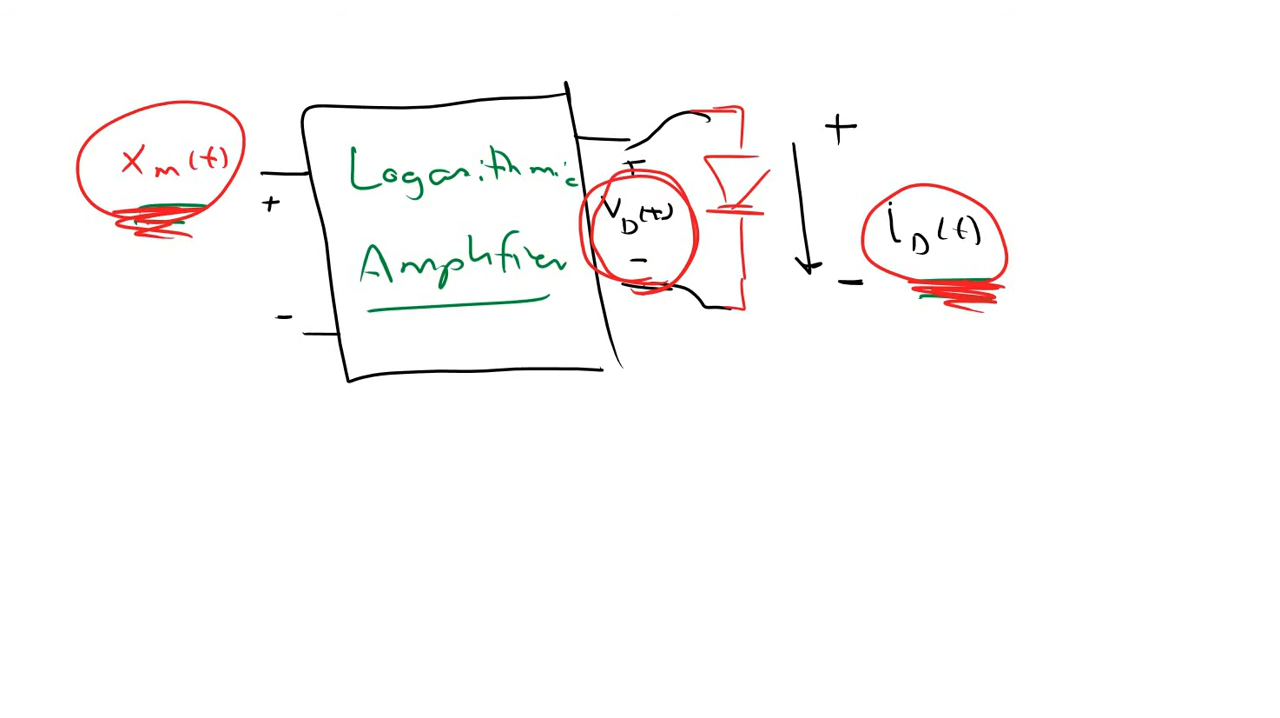 xm(t)
+
-
Logarithmic
Amplifier
+
VD(t)
-
+
iD(t)
-